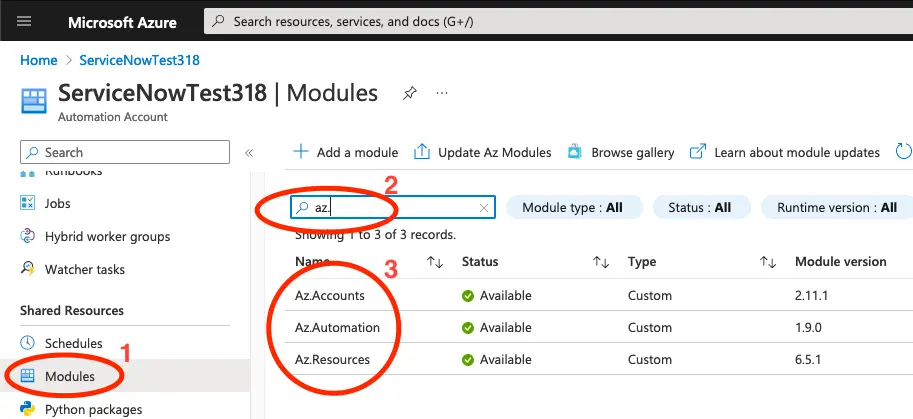 Microsoft Azure
Search resources, services, and docs (G+/)
Home > ServiceNowTest318
ServiceNowTest318 | Modules
Automation Account
Search
«
Runbooks
Jobs
Hybrid worker groups
Watcher tasks
Shared Resources
Schedules
1
Modules
Python packages
Add a module
Update Az Modules
Browse gallery
Learn about module updates
2
az.
Module type : All
Status : All
Runtime version : All
Showing 1 to 3 of 3 records.
3
Name Status Type Module version
Az.Accounts Available Custom 2.11.1
Az.Automation Available Custom 1.9.0
Az.Resources Available Custom 6.5.1